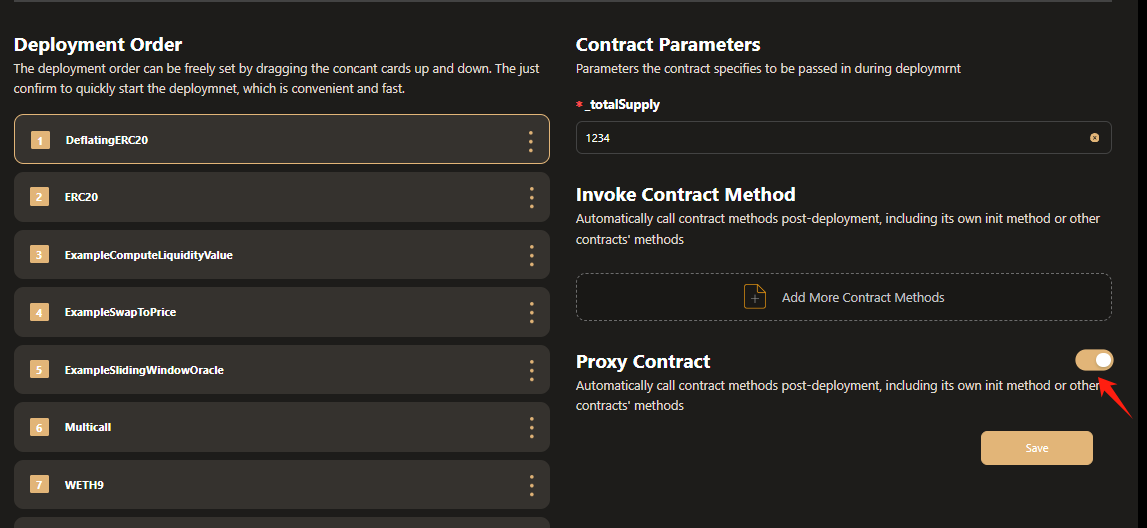 Deployment Order
The deployment order can be freely set by dragging the concant cards up and down. The just
confirm to quickly start the deploymnet, which is convenient and fast.
1 DeflatingERC20
2 ERC20
3 ExampleComputeLiquidityValue
4 ExampleSwapToPrice
5 ExampleSlidingWindowOracle
6 Multicall
7 WETH9
Contract Parameters
Parameters the contract specifies to be passed in during deploymrnt
* _totalSupply
1234
Invoke Contract Method
Automatically call contract methods post-deployment, including its own init method or other
contracts' methods
Add More Contract Methods
Proxy Contract
Automatically call contract methods post-deployment, including its own init method or other
contracts' methods
Save